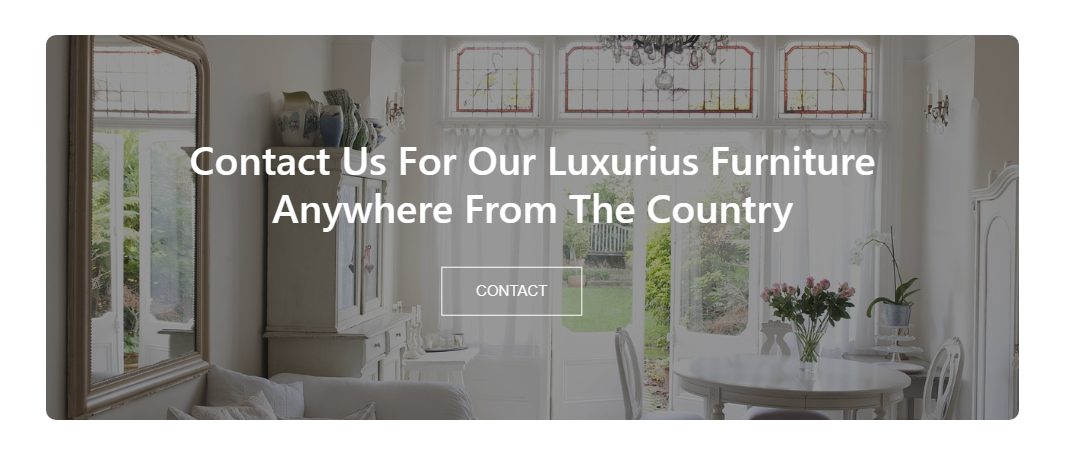 Contact Us For Our Luxurius Furniture
Anywhere From The Country
CONTACT